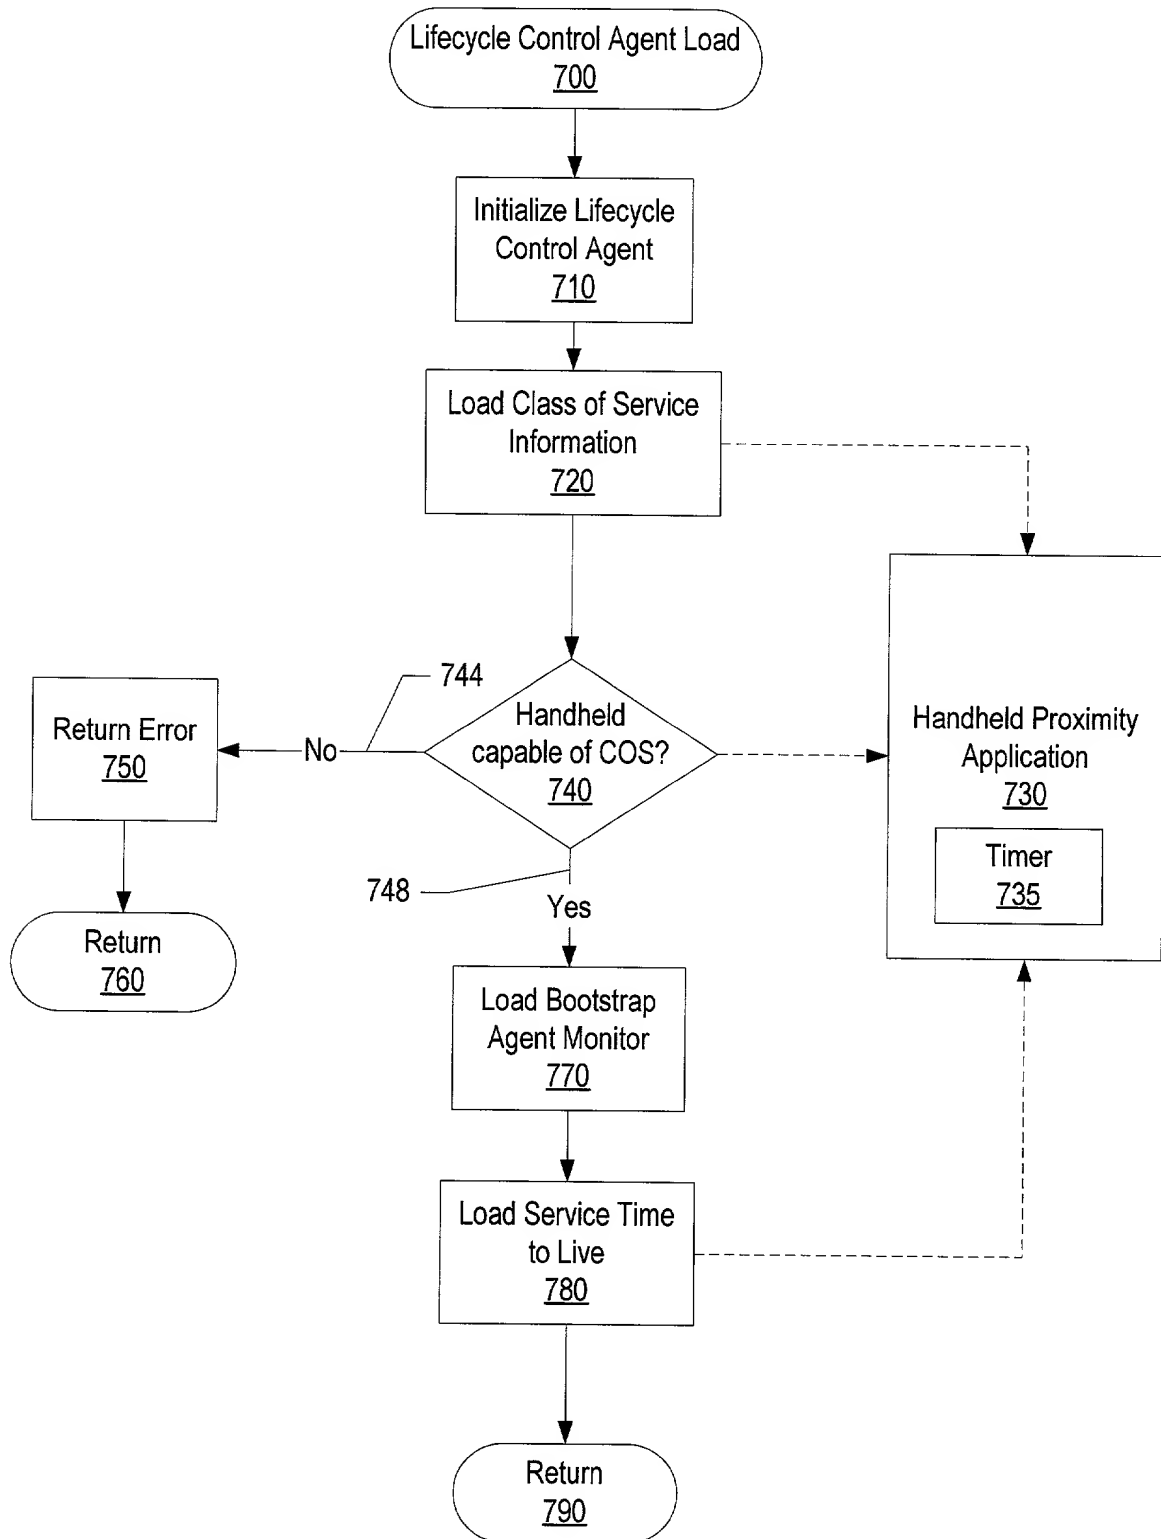 Lifecycle Control Agent Load
700
Initialize Lifecycle
Control Agent
710
Load Class of Service
Information
720
744
Handheld
capable of COS?
740
No
Return Error
750
Return
760
Handheld Proximity
Application
730
Timer
735
748
Yes
Load Bootstrap
Agent Monitor
770
Load Service Time
to Live
780
Return
790